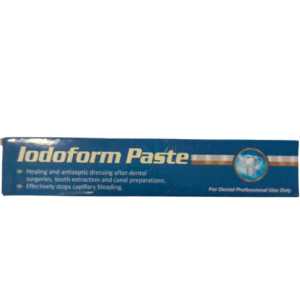 Iodoform Paste
Healing and antiseptic dressing after dental
surgeries, tooth extraction and canal preparations.
Effectively stops capillary bleeding.
For Dental Professional Use Only